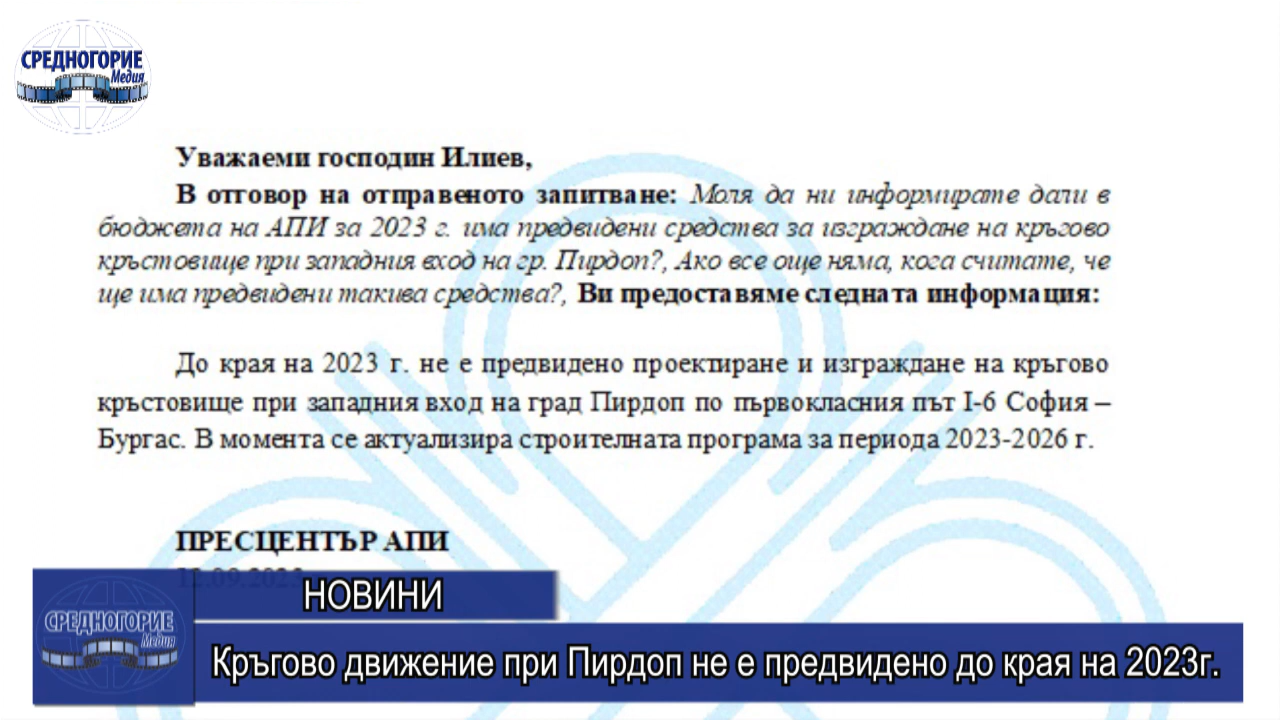 СРЕДНОГОРИЕ
Медия
Уважаеми господин Илиев,
В отговор на отправеното запитване: Моля да ни информирате дали в
бюджета на АПИ за 2023 г. има предвидени средства за изграждане на кръгово
кръстовище при западния вход на гр. Пирдоп?, Ако все още няма, кога считате, че
ще има предвидени такива средства?, Ви предоставяме следната информация:
До края на 2023 г. не е предвидено проектиране и изграждане на кръгово
кръстовище при западния вход на град Пирдоп по първокласния път I-6 София –
Бургас. В момента се актуализира строителната програма за периода 2023-2026 г.
ПРЕСЦЕНТЪР АПИ
НОВИНИ
СРЕДНОГОРИЕ
Медия
Кръгово движение при Пирдоп не е предвидено до края на 2023г.